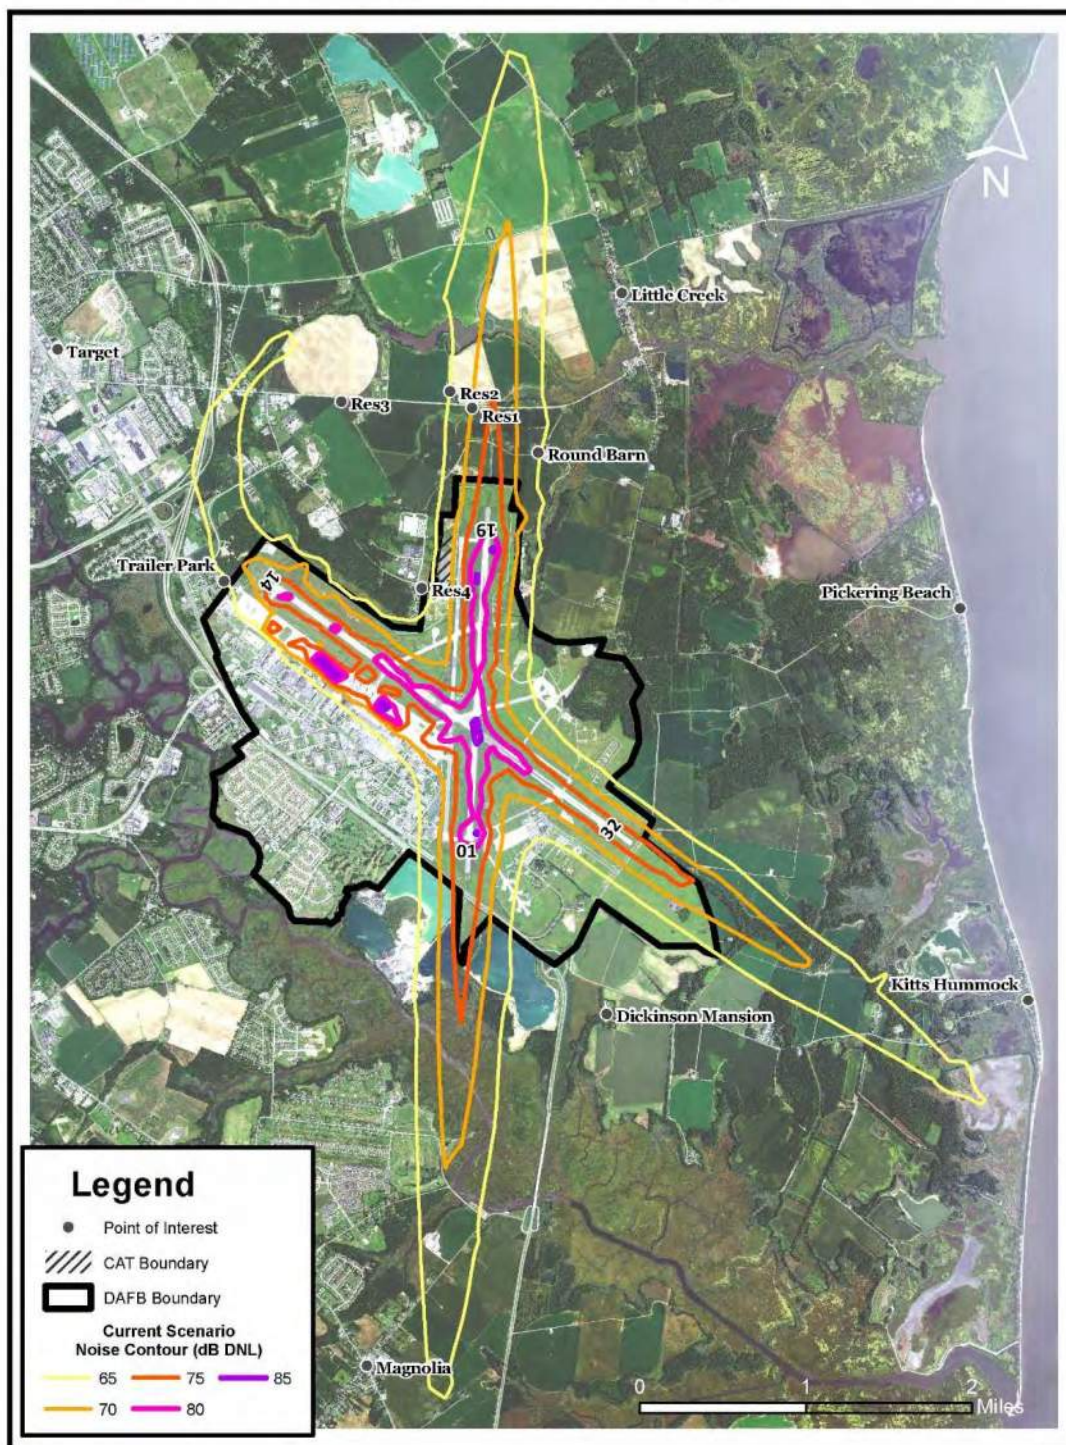 N
Little Creek
Target
Res2
Res3
Res1
Round Barn
19
Trailer Park
14
Res4
Pickering Beach
32
01
Kitts Hummock
Dickinson Mansion
Magnolia
Legend
Point of Interest
CAT Boundary
DAFB Boundary
Current Scenario
Noise Contour (dB DNL)
65 75 85
70 80
0 1 2
Miles